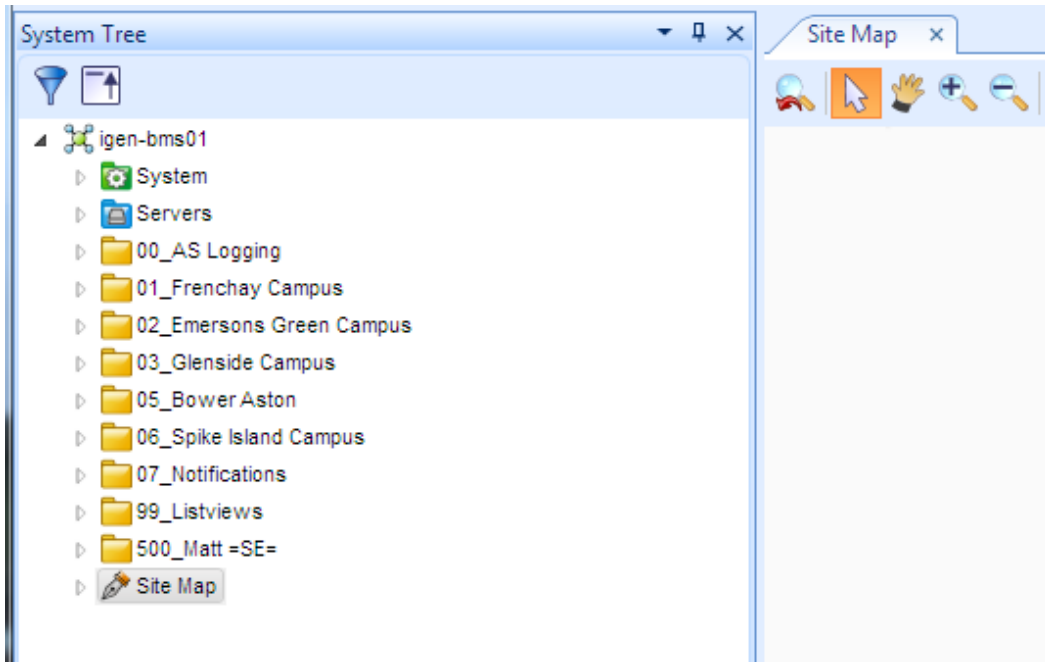 System Tree
Site Map
igen-bms01
System
Servers
00_AS Logging
01_Frenchay Campus
02_Emersons Green Campus
03_Glenside Campus
05_Bower Aston
06_Spike Island Campus
07_Notifications
99_Listviews
500_Matt =SE=
Site Map